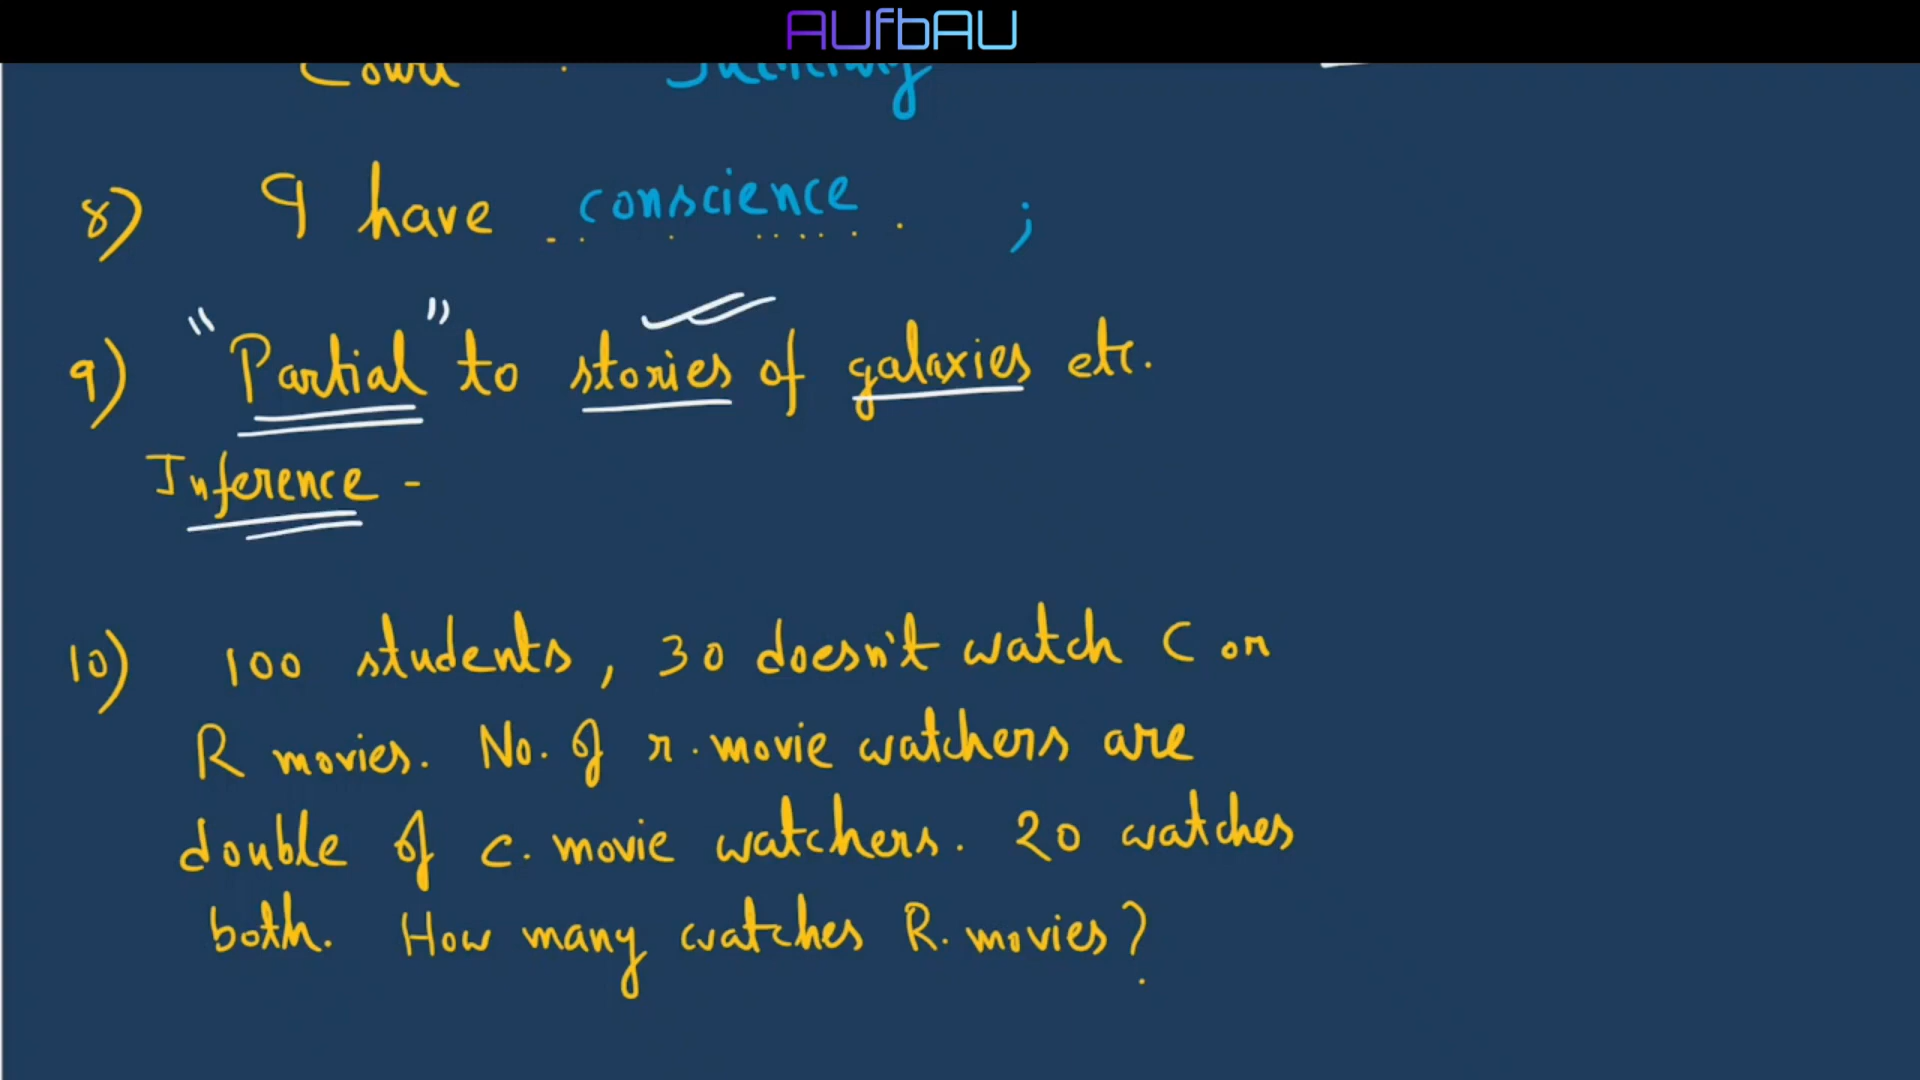 AUfbAU
8) I have conscience ;
9) "Partial" to stories of galaxies etc.
Inference -
10) 100 students, 30 doesn't watch C or
R movies. No. of r. movie watchers are
double of c. movie watchers. 20 watches
both. How many watches R. movies?